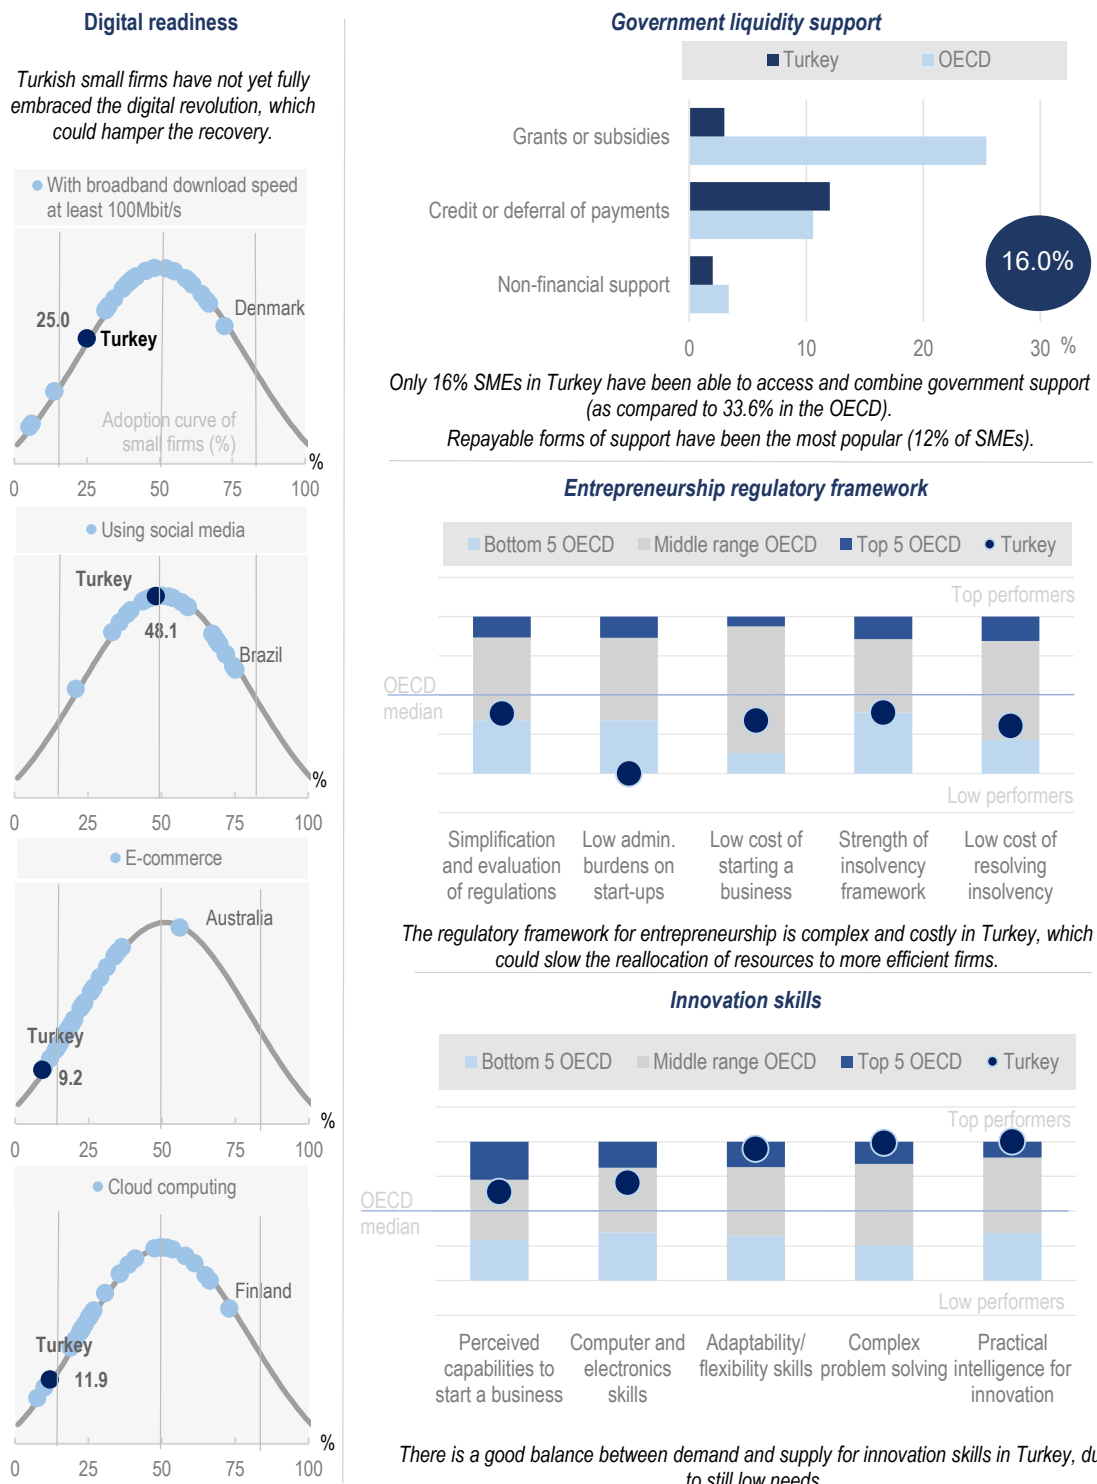 Digital readiness
Turkish small firms have not yet fully
embraced the digital revolution, which
could hamper the recovery.
With broadband download speed
at least 100Mbit/s
Denmark
25.0
Turkey
Adoption curve of
small firms (%)
%
0 25 50 75 100
Using social media
Turkey
48.1
Brazil
%
0 25 50 75 100
E-commerce
Australia
Turkey
9.2
%
0 25 50 75 100
Cloud computing
Finland
Turkey
11.9
%
0 25 50 75 100
Government liquidity support
Turkey OECD
Grants or subsidies
Credit or deferral of payments
Non-financial support
16.0%
0 10 20 30 %
Only 16% SMEs in Turkey have been able to access and combine government support
(as compared to 33.6% in the OECD).
Repayable forms of support have been the most popular (12% of SMEs).
Entrepreneurship regulatory framework
Bottom 5 OECD Middle range OECD Top 5 OECD Turkey
Top performers
OECD
median
Low performers
Simplification Low admin. Low cost of Strength of Low cost of
and evaluation burdens on starting a insolvency resolving
of regulations start-ups business framework insolvency
The regulatory framework for entrepreneurship is complex and costly in Turkey, which
could slow the reallocation of resources to more efficient firms.
Innovation skills
Bottom 5 OECD Middle range OECD Top 5 OECD Turkey
Top performers
OECD
median
Low performers
Perceived Computer and Adaptability/ Complex Practical
capabilities to electronics flexibility skills problem solving intelligence for
start a business skills innovation
There is a good balance between demand and supply for innovation skills in Turkey, du
to still low needs